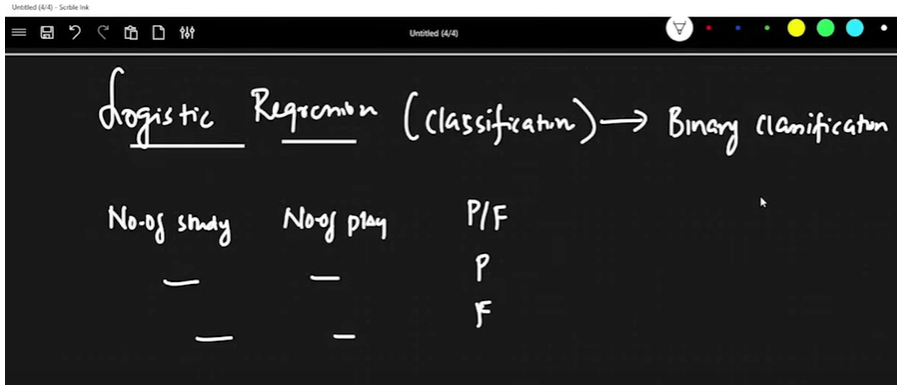 Untitled (4/4) - Scrble Ink
Untitled (4/4)
Logistic Regression (Classification) → Binary Classification
No. of study No. of play P/F
— — P
— — F